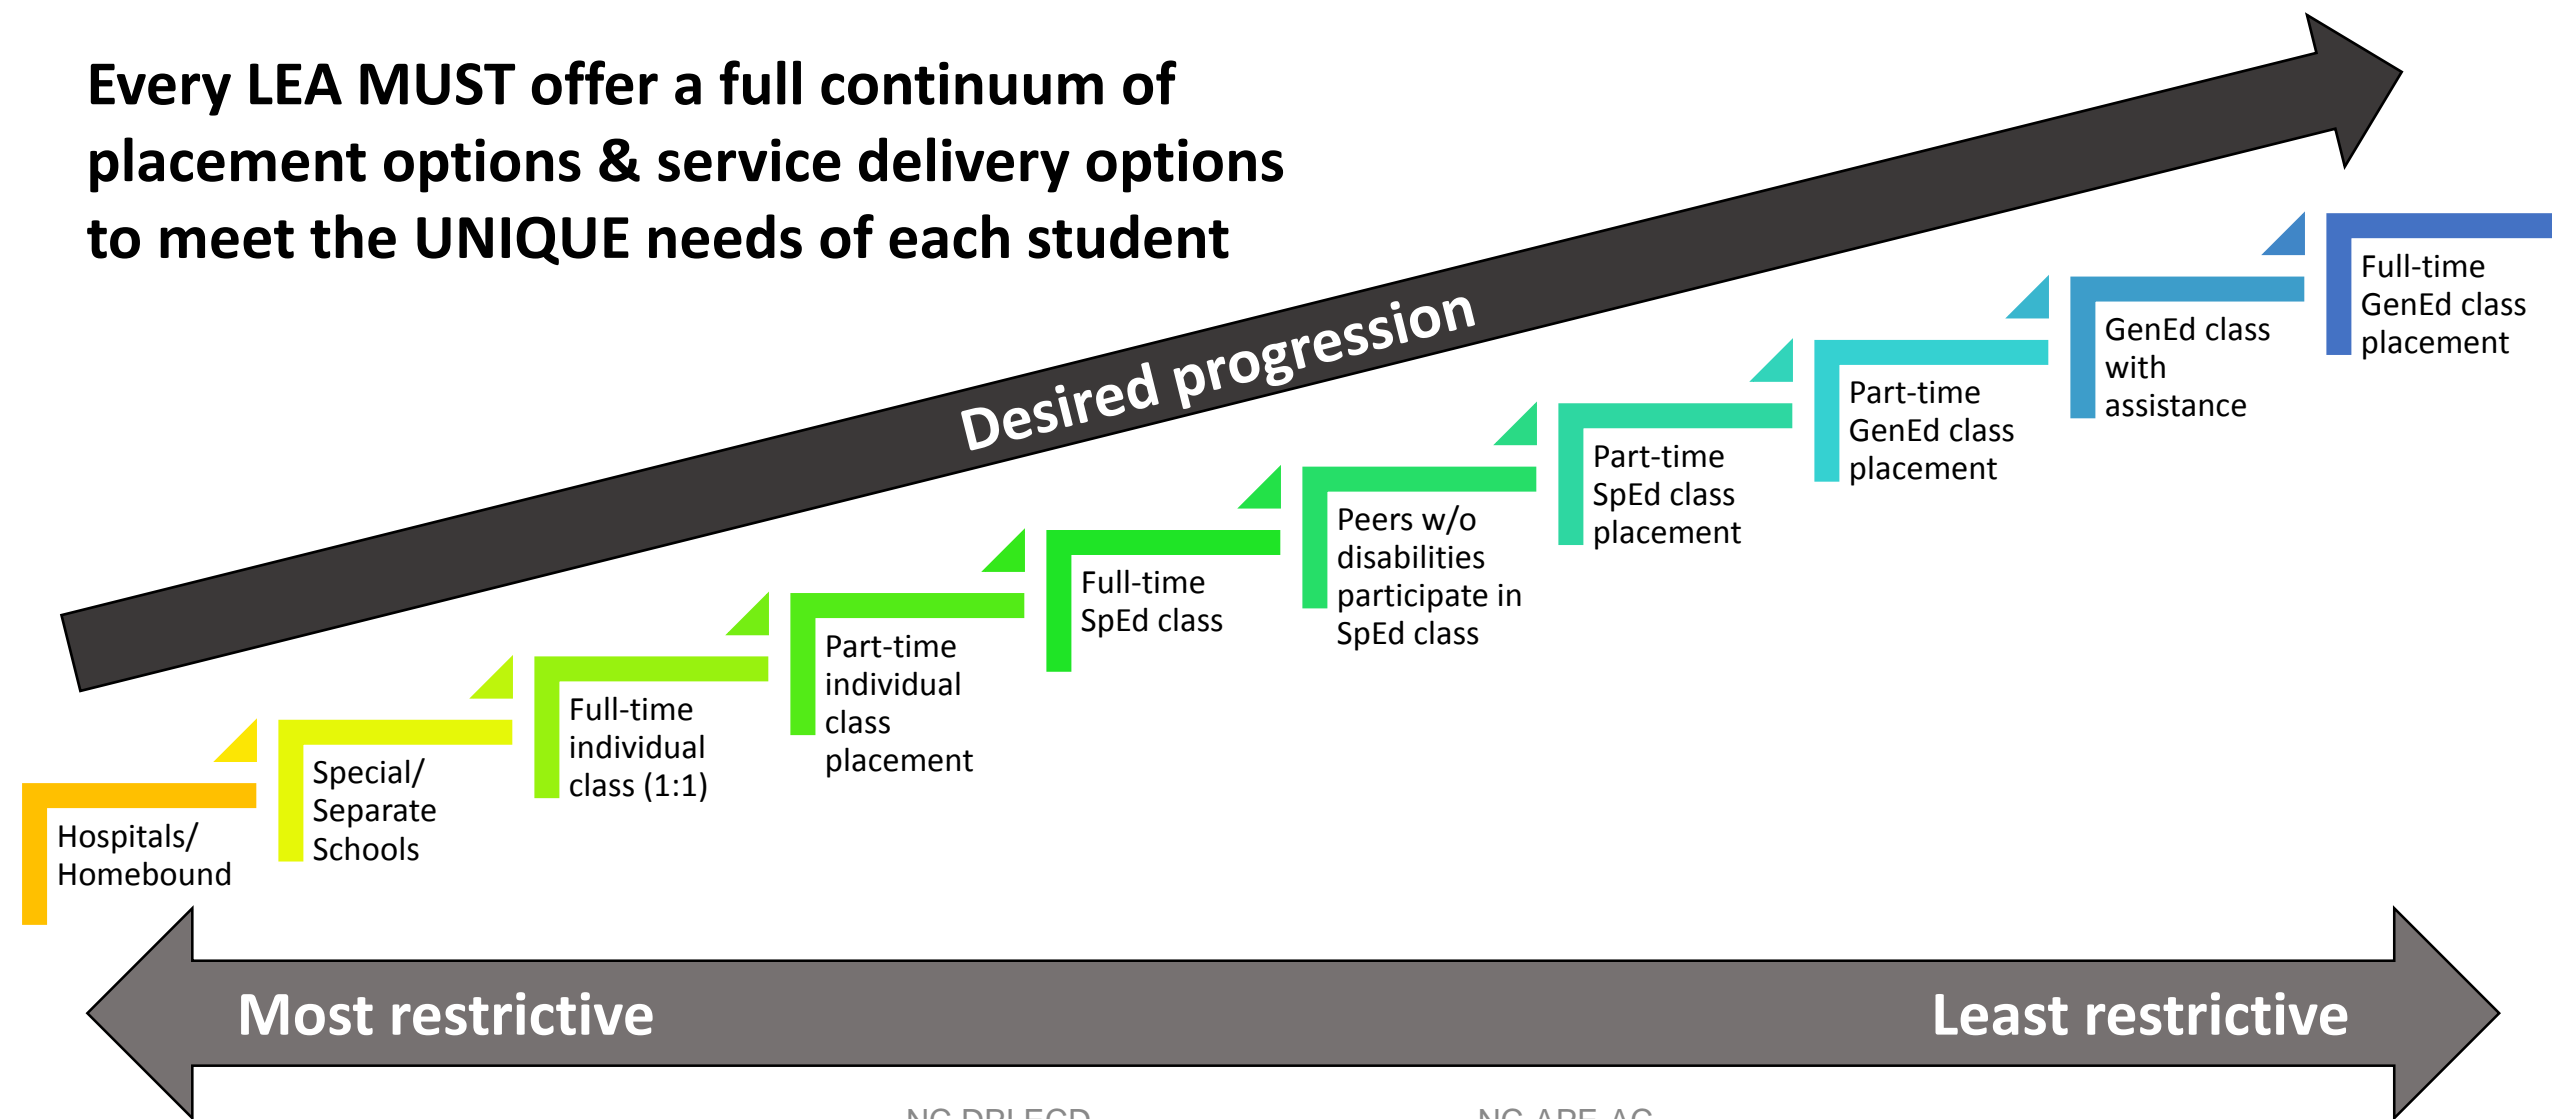 Every LEA MUST offer a full continuum of
placement options & service delivery options
to meet the UNIQUE needs of each student
Desired progression
Hospitals/
Homebound
Special/
Separate
Schools
Full-time
individual
class (1:1)
Part-time
individual
class
placement
Full-time
SpEd class
Peers w/o
disabilities
participate in
SpEd class
Part-time
SpEd class
placement
Part-time
GenEd class
placement
GenEd class
with
assistance
Full-time
GenEd class
placement
Most restrictive
Least restrictive